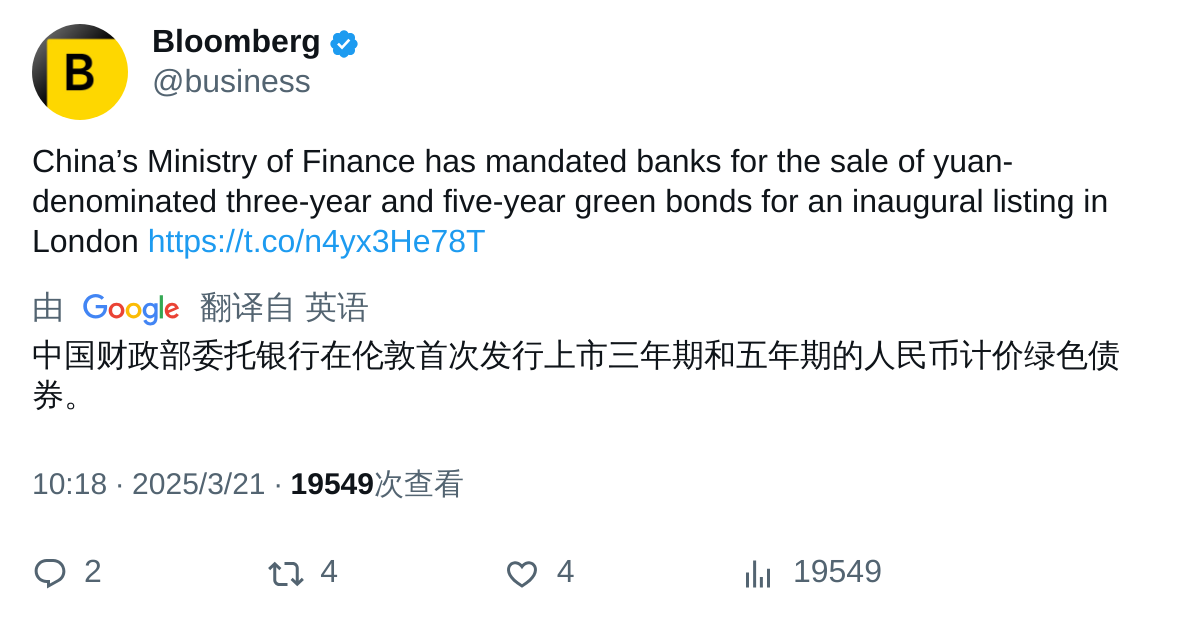 B
Bloomberg
@business
China’s Ministry of Finance has mandated banks for the sale of yuan-
denominated three-year and five-year green bonds for an inaugural listing in
London https://t.co/n4yx3He78T
由 Google 翻译自 英语
中国财政部委托银行在伦敦首次发行上市三年期和五年期的人民币计价绿色债
券。
10:18 · 2025/3/21 · 19549次查看
2 4 4 19549